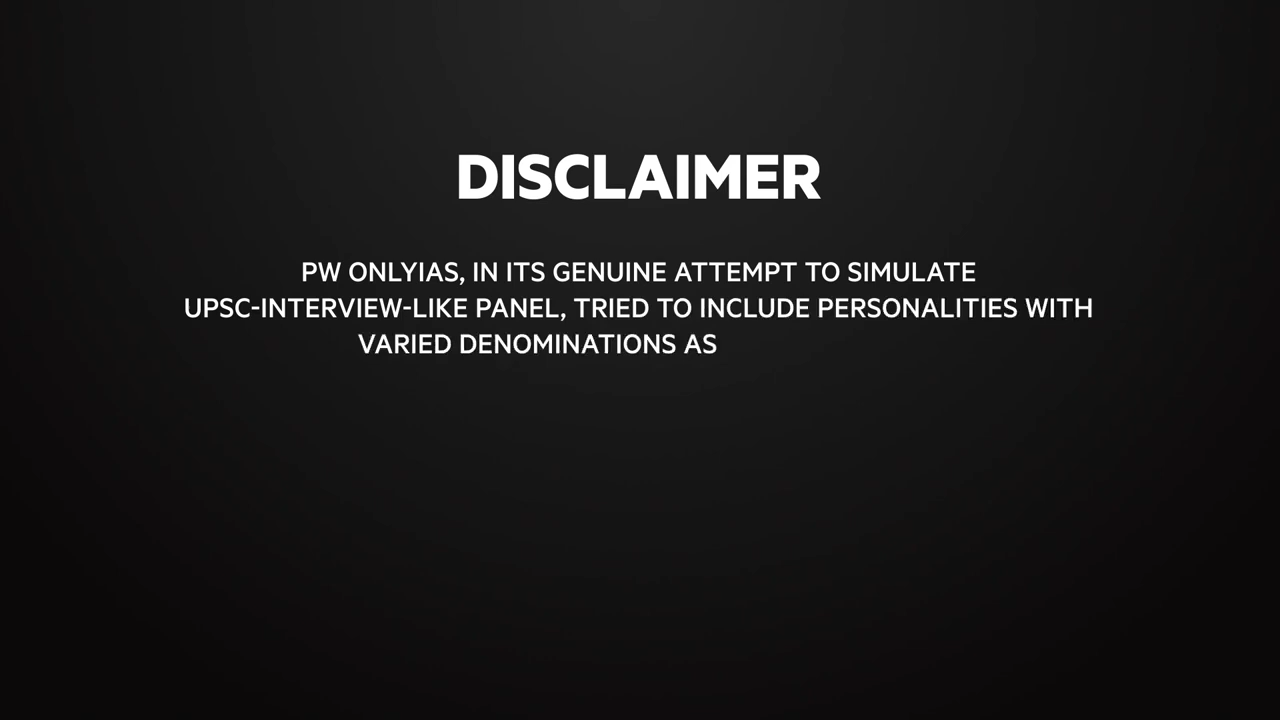 DISCLAIMER
PW ONLYIAS, IN ITS GENUINE ATTEMPT TO SIMULATE
UPSC-INTERVIEW-LIKE PANEL, TRIED TO INCLUDE PERSONALITIES WITH
VARIED DENOMINATIONS AS